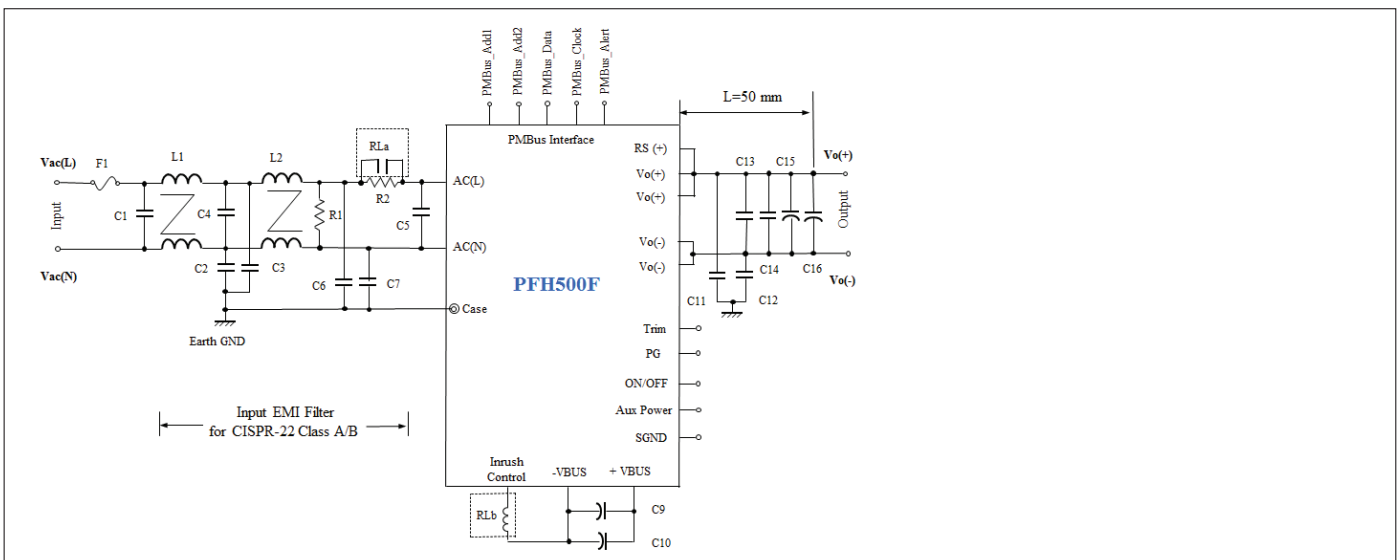 PMBus_Add1
PMBus_Add2
PMBus_Data
PMBus_Clock
PMBus_Alert
L=50 mm
PMBus Interface
RLa
RS (+)
Vac(L)
F1
L1
L2
C13
C15
Vo(+)
Vo(+)
R2
AC(L)
Vo(+)
Input
C1
C4
R1
C5
Output
AC(N)
Vo(-)
C2
C3
Vo(-)
C14
C16
Vac(N)
C6
C7
PFH500F
Vo(-)
C11
C12
Case
Earth GND
Trim
PG
ON/OFF
Input EMI Filter
for CISPR-22 Class A/B
Aux Power
SGND
Inrush
Control
-VBUS
+ VBUS
RLb
C9
C10